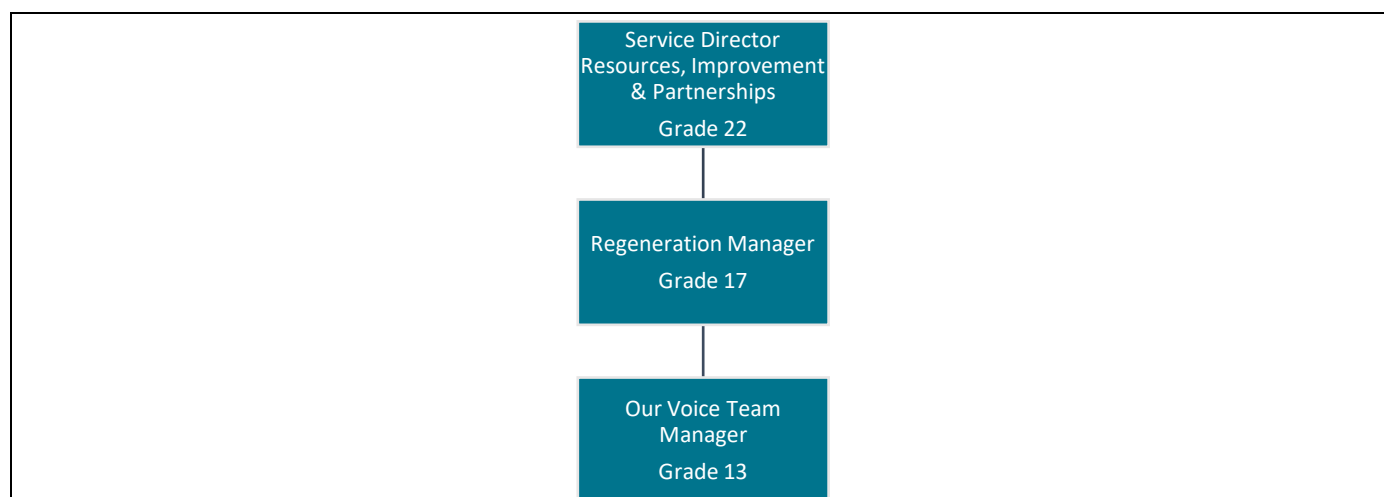 Service Director
Resources, Improvement
& Partnerships
Grade 22
Regeneration Manager
Grade 17
Our Voice Team
Manager
Grade 13